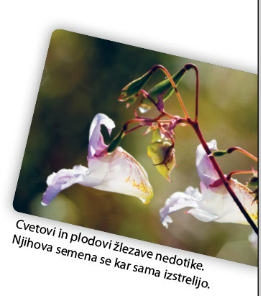 Cvetovi in plodovi žlezave nedotike.
Njihova semena se kar sama izstrelijo.